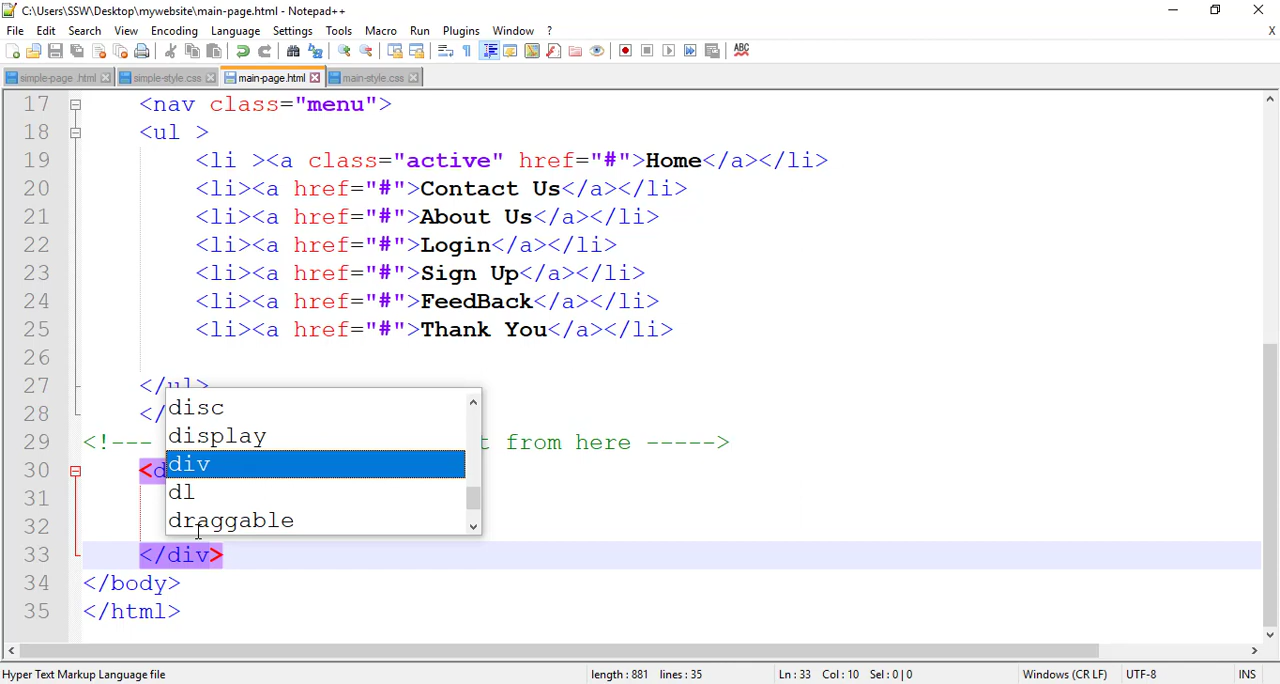 C:\Users\SSW\Desktop\mywebsite\main-page.html - Notepad++
File Edit Search View Encoding Language Settings Tools Macro Run Plugins Window ? X
simple-page .html simple-style.css main-page.html main-style.css
17 <nav class="menu">
18 <ul >
19 <li ><a class="active" href="#">Home</a></li>
20 <li><a href="#">Contact Us</a></li>
21 <li><a href="#">About Us</a></li>
22 <li><a href="#">Login</a></li>
23 <li><a href="#">Sign Up</a></li>
24 <li><a href="#">FeedBack</a></li>
25 <li><a href="#">Thank You</a></li>
26
27 </ul>
28 </
disc
display
29 <!--- t from here ----->
30 <d
div
31
dl
32
draggable
33 </div>
34 </body>
35 </html>
Hyper Text Markup Language file length : 881 lines : 35 Ln : 33 Col : 10 Sel : 0 | 0 Windows (CR LF) UTF-8 INS